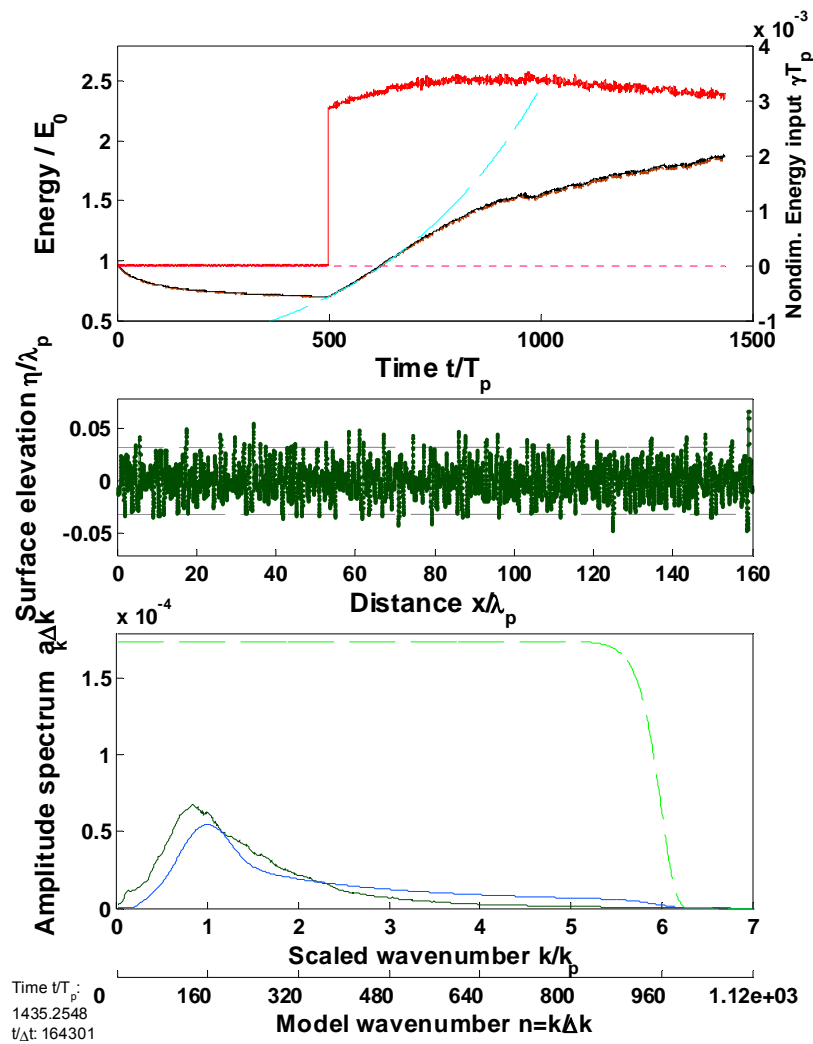 x 10^-3
Energy / E_0
2.5
2
1.5
1
0.5
4
3
2
1
0
-1
Nondim. Energy input γT_p
0 500 1000 1500
Time t/T_p
Surface elevation η/λ_p
0.05
0
-0.05
0 20 40 60 80 100 120 140 160
Distance x/λ_p
x 10^-4
Amplitude spectrum a_kΔk
1.5
1
0.5
0
0 1 2 3 4 5 6 7
Scaled wavenumber k/k_p
0 160 320 480 640 800 960 1.12e+03
Model wavenumber n=k/Δk
Time t/T_p:
1435.2548
t/Δt: 164301